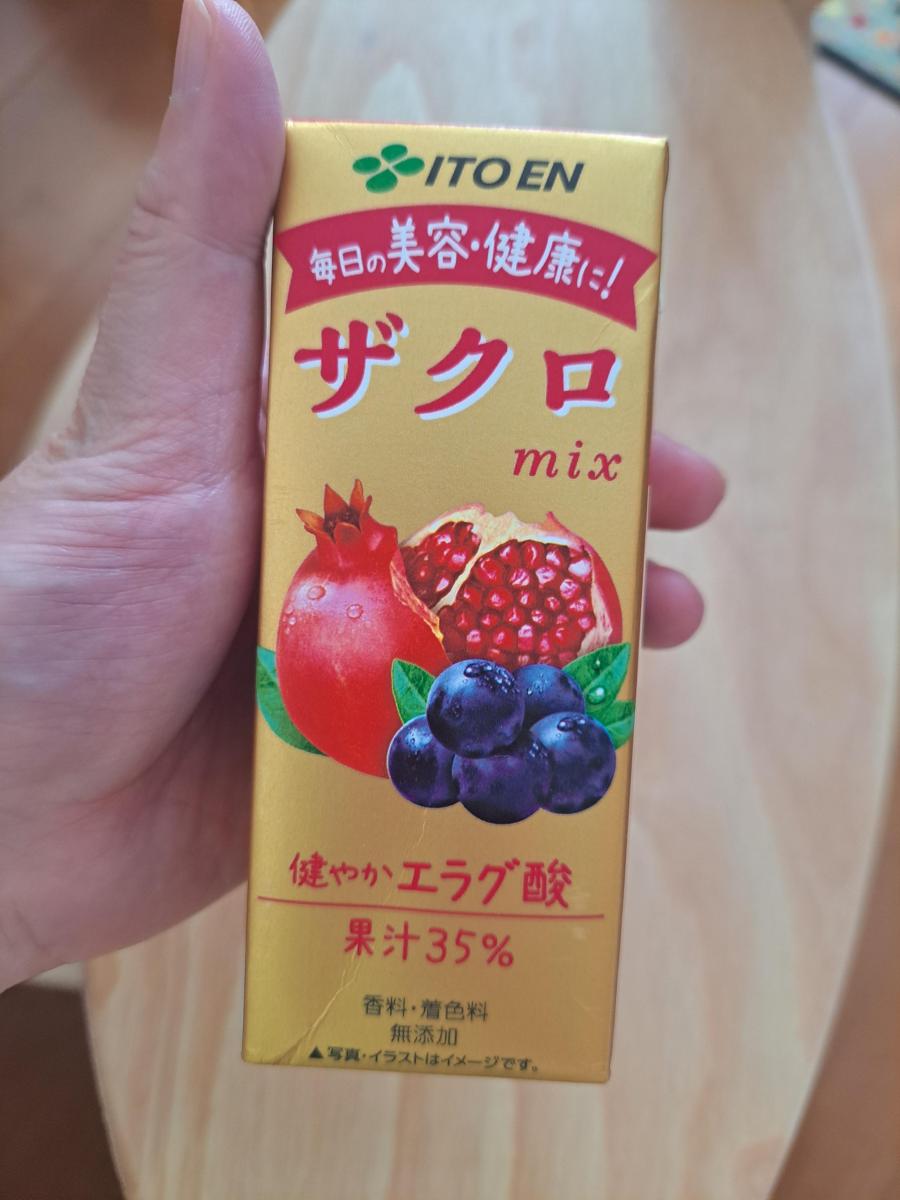 ITO EN
毎日の美容・健康に!
ザクロ
mix
健やかエラグ酸
果汁35%
香料・着色料
無添加
▲写真・イラストはイメージです。